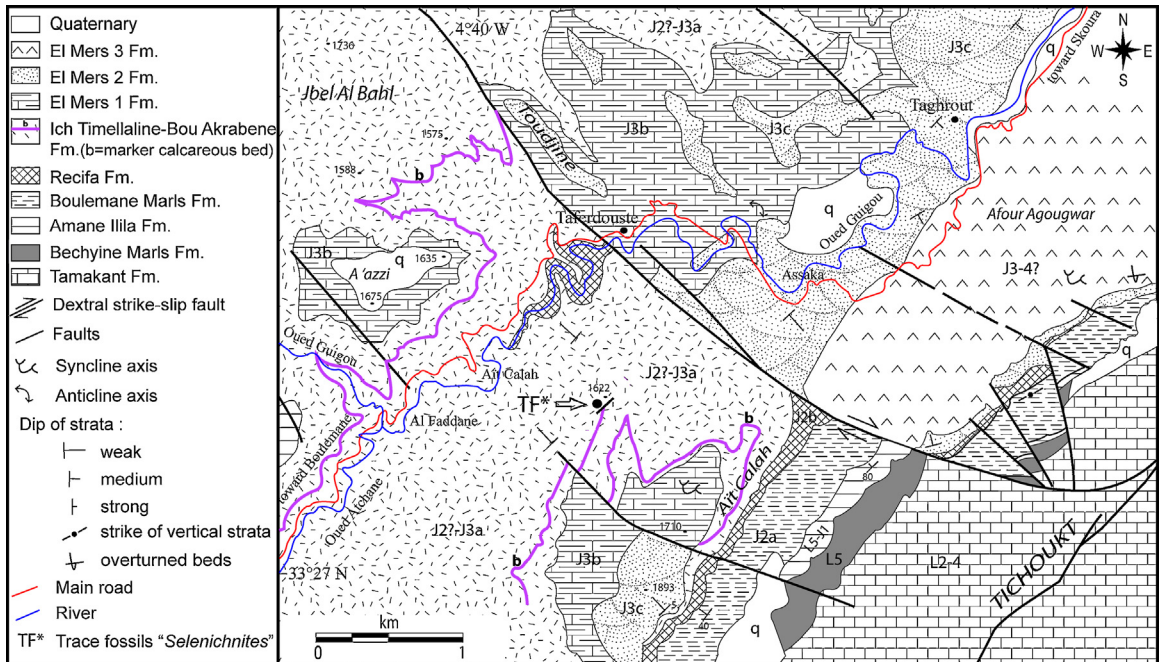 Quaternary
El Mers 3 Fm.
El Mers 2 Fm.
El Mers 1 Fm.
b
Ich Timellaline-Bou Akrabene
Fm.(b=marker calcareous bed)
Recifa Fm.
Boulemane Marls Fm.
Amane Ilila Fm.
Bechyine Marls Fm.
Tamakant Fm.
Dextral strike-slip fault
Faults
Syncline axis
Anticline axis
Dip of strata :
weak
medium
strong
strike of vertical strata
overturned beds
Main road
River
TF* Trace fossils "Selenichnites"
4°40 W
J2?-J3a
J3c
q
toward Skoura
N
W E
S
1730
Jbel Al Bahl
Toudjine
J3b
J3c
Taghrout
1575
1588
b
Taferdouste
q
Oued Guigou
Afour Agougwar
J3b
q
A'azzi
1635
1675
Assaka
J3-4?
Oued Guigou
Aït Calah
J2?-J3a
q
1622
TF*
Al Faddane
b
b
J2b
toward Boulemane
Oued Atchane
Aït Calah
80
J2?-J3a
1710
J2a
L5-J1
L5
L2-4
TICHOUKT
b
33°27 N
J3b
1893
J3c
5
40
q
km
0 1